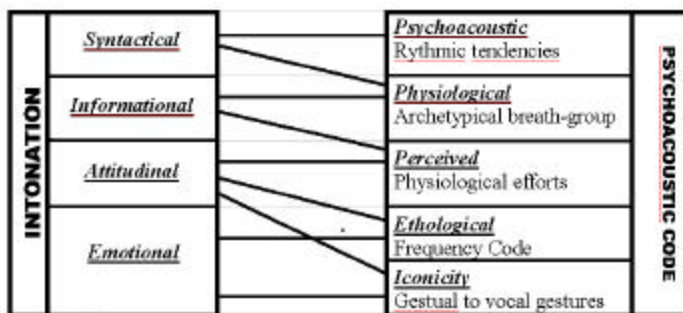 INTONATION
Syntactical
Informational
Attitudinal
Emotional
Psychoacoustic
Rythmic tendencies
Physiological
Archetypical breath-group
Perceived
Physiological efforts
Ethological
Frequency Code
Iconicity
Gestual to vocal gestures
PSYCHOACOUSTIC CODE